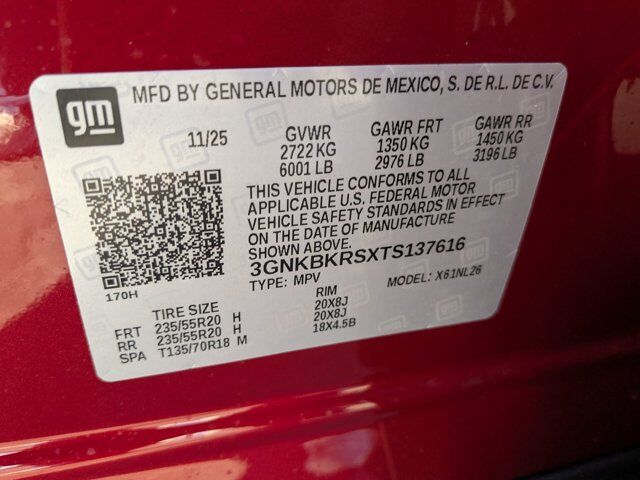 gm
MFD BY GENERAL MOTORS DE MEXICO, S. DE R.L. DE C.V.
11/25 GVWR GAWR FRT GAWR RR
2722 KG 1350 KG 1450 KG
6001 LB 2976 LB 3196 LB
THIS VEHICLE CONFORMS TO ALL
APPLICABLE U.S. FEDERAL MOTOR
VEHICLE SAFETY STANDARDS IN EFFECT
ON THE DATE OF MANUFACTURE
SHOWN ABOVE.
3GNKBKRSXTS137616
170H TYPE: MPV MODEL: X61NL26
TIRE SIZE RIM
FRT 235/55R20 H 20X8J
RR 235/55R20 H 20X8J
SPA T135/70R18 M 18X4.5B